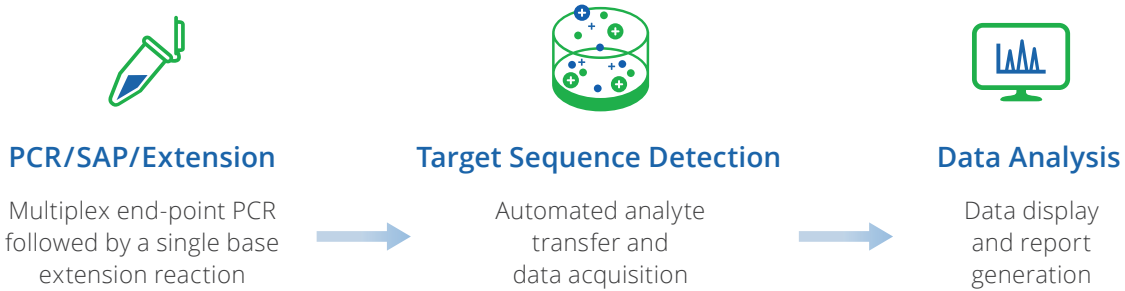 PCR/SAP/Extension
Multiplex end-point PCR
followed by a single base
extension reaction
Target Sequence Detection
Automated analyte
transfer and
data acquisition
Data Analysis
Data display
and report
generation